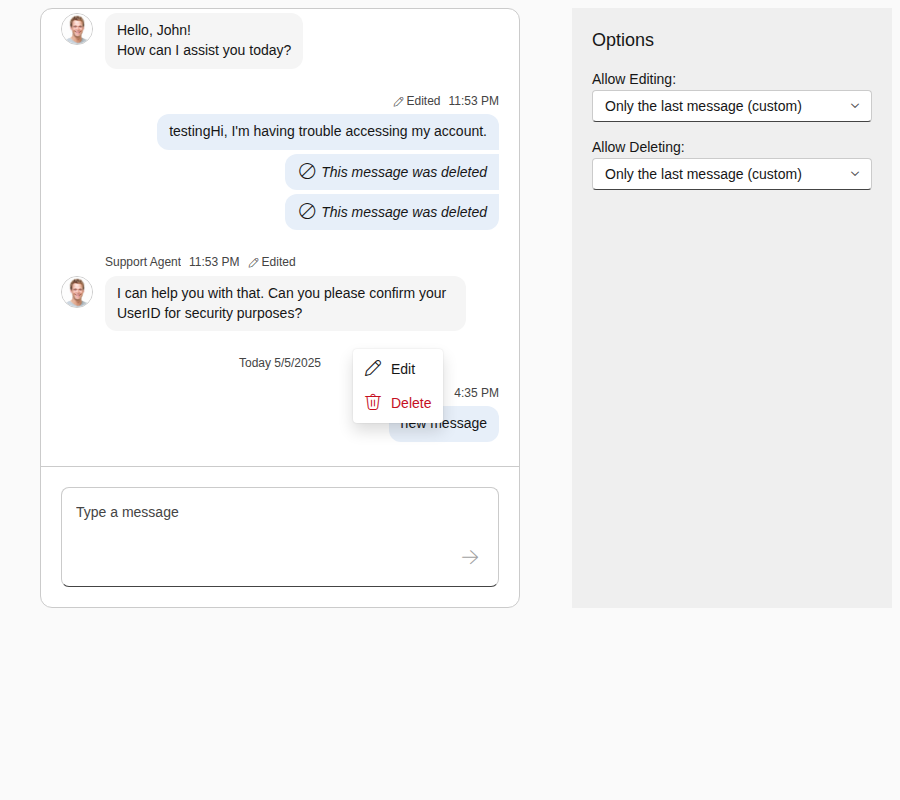 Hello, John!
How can I assist you today?
Edited 11:53 PM
testingHi, I'm having trouble accessing my account.
This message was deleted
This message was deleted
Support Agent 11:53 PM Edited
I can help you with that. Can you please confirm your
UserID for security purposes?
Today 5/5/2025
Edit
Delete
4:35 PM
new message
Type a message
Options
Allow Editing:
Only the last message (custom)
Allow Deleting:
Only the last message (custom)